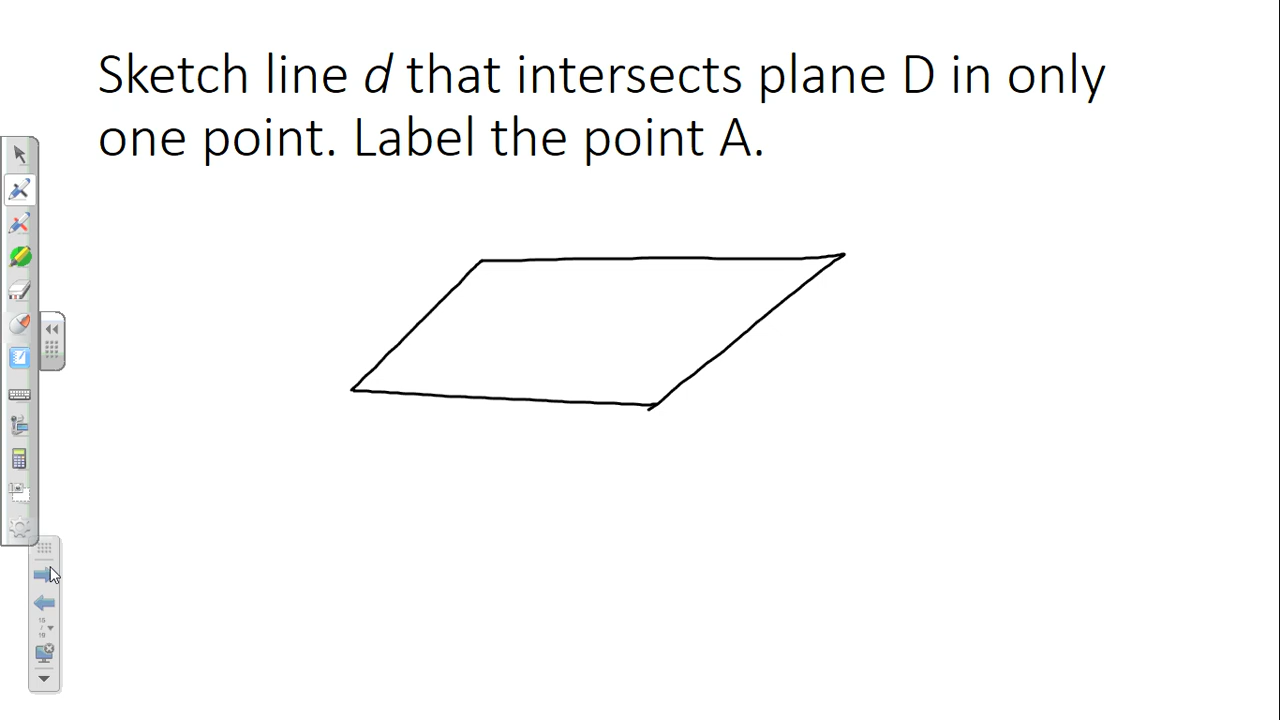 Sketch line d that intersects plane D in only
one point. Label the point A.